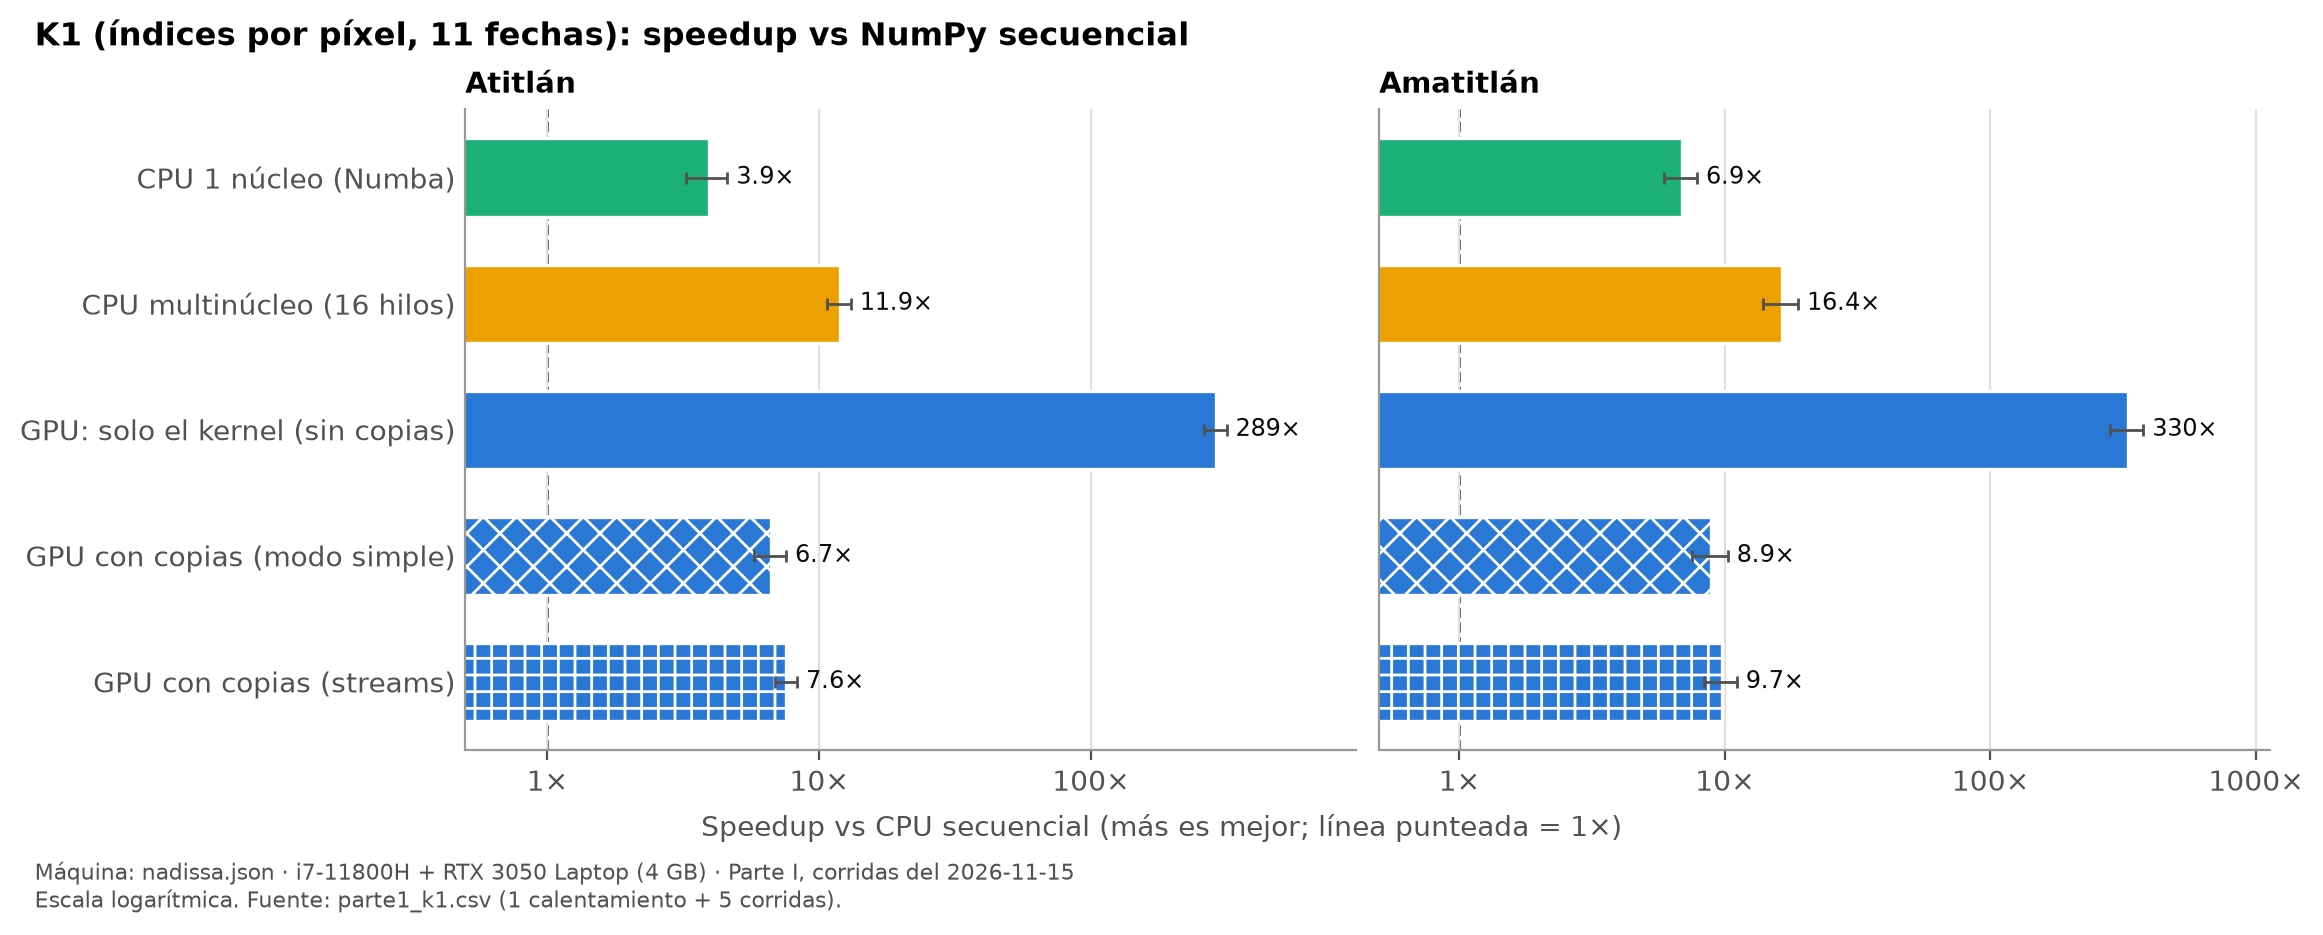 K1 (índices por píxel, 11 fechas): speedup vs NumPy secuencial
Atitlán
Amatitlán
CPU 1 núcleo (Numba)
3.9×
6.9×
CPU multinúcleo (16 hilos)
11.9×
16.4×
GPU: solo el kernel (sin copias)
289×
330×
GPU con copias (modo simple)
6.7×
8.9×
GPU con copias (streams)
7.6×
9.7×
1×
10×
100×
1×
10×
100×
1000×
Speedup vs CPU secuencial (más es mejor; línea punteada = 1×)
Máquina: nadissa.json · i7-11800H + RTX 3050 Laptop (4 GB) · Parte I, corridas del 2026-11-15
Escala logarítmica. Fuente: parte1_k1.csv (1 calentamiento + 5 corridas).